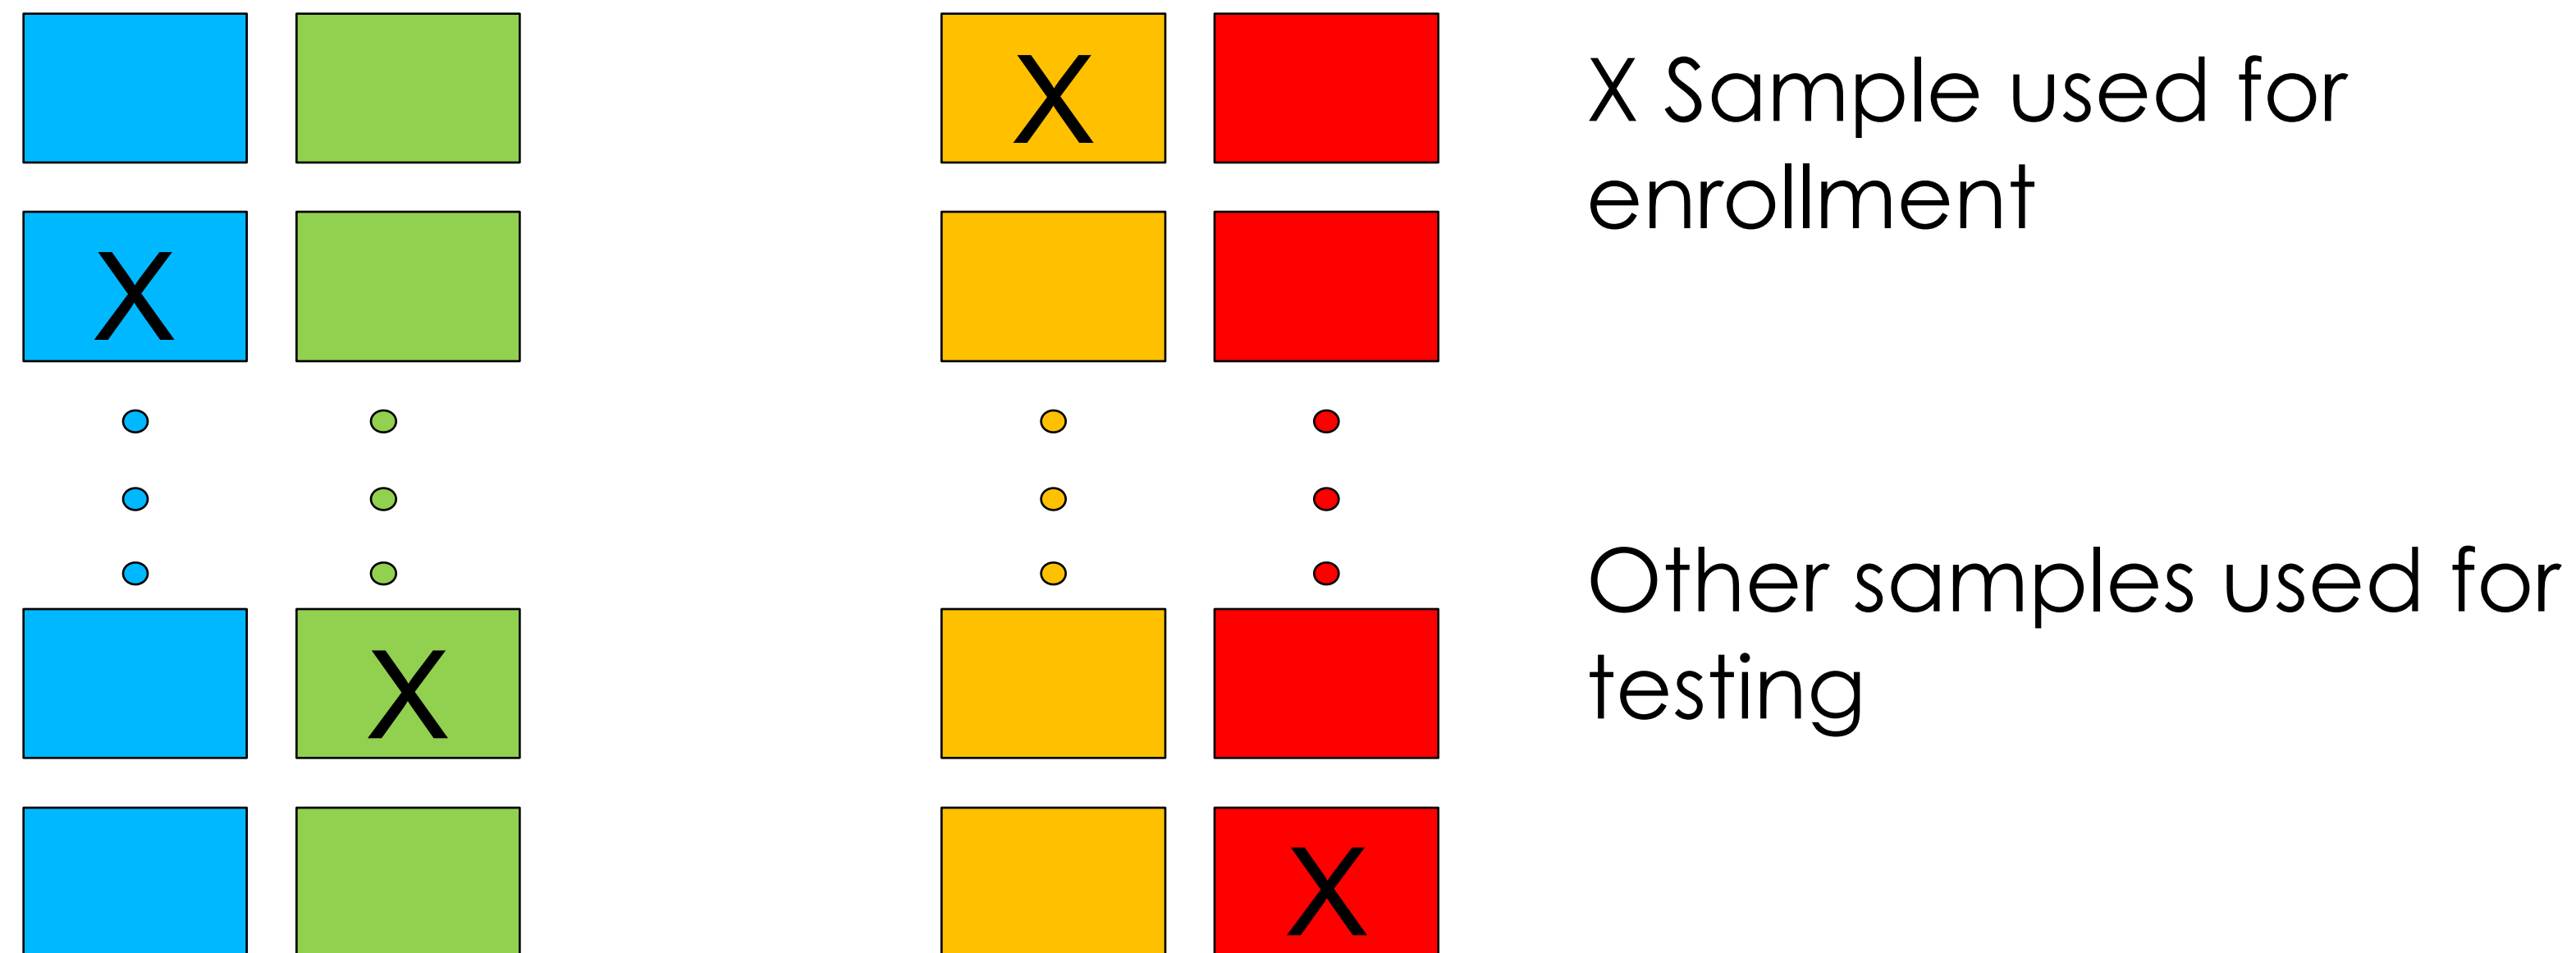 X
X Sample used for
enrollment
X
Other samples used for
testing
X
X